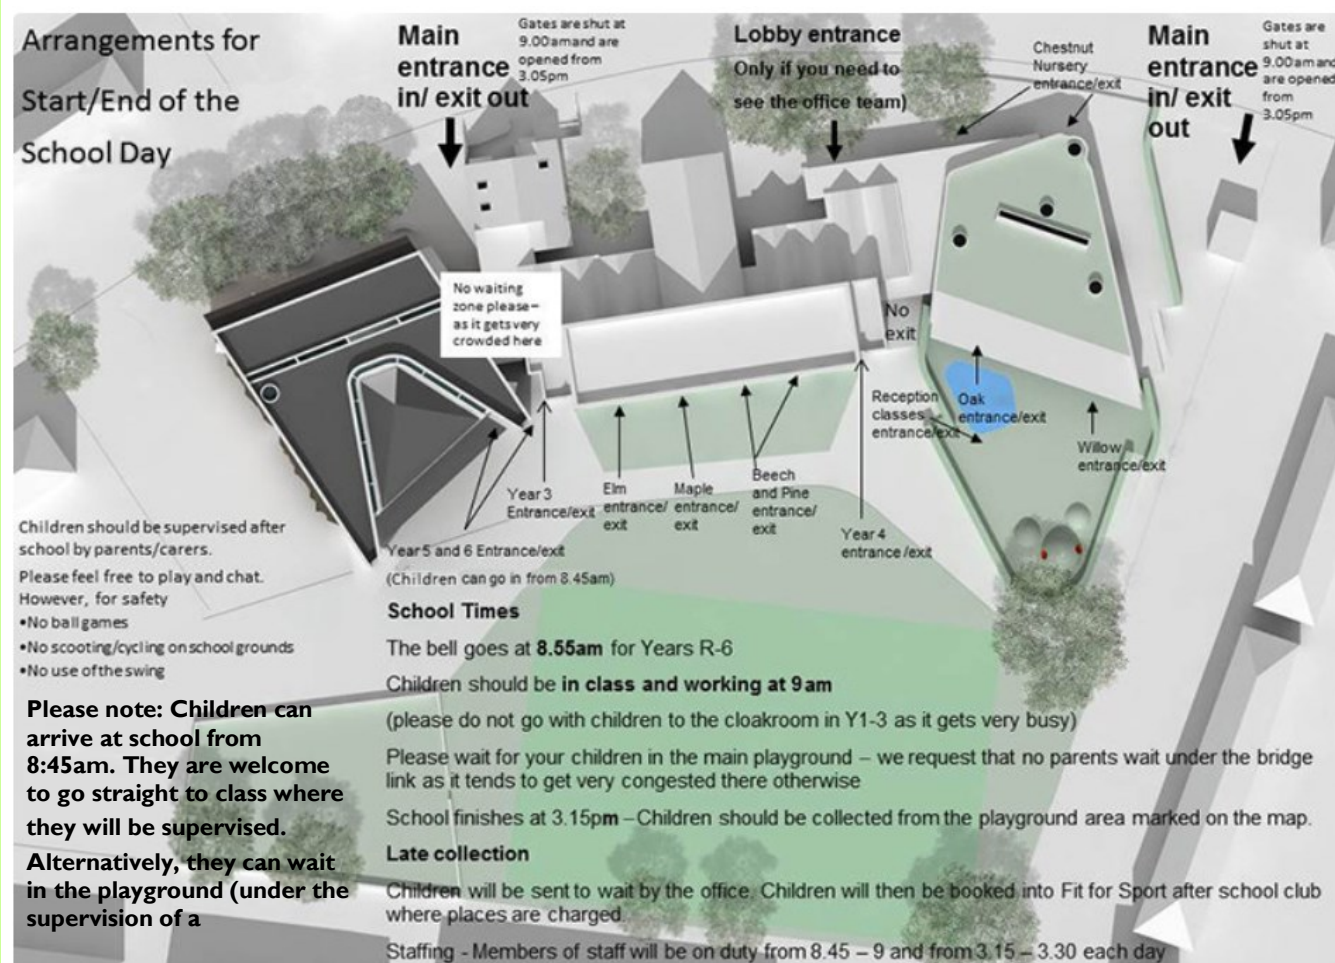 Arrangements for
Start/End of the
School Day
Main
entrance
in/ exit out
Gates are shut at
9.00amand are
opened from
3.05pm
Lobby entrance
Only if you need to
see the office team)
Chestnut
Nursery
entrance/exit
Main
entrance
in/ exit
out
Gates are
shut at
9.00am and
are opened
from
3.05pm
No waiting
zone please–
as it gets very
crowded here
No
exit
Reception
classes
entrance/exit
Oak
entrance/exit
Willow
entrance/exit
Year 3
Entrance/exit
Elm
entrance/
exit
Maple
entrance/
exit
Beech
and Pine
entrance/
exit
Year 4
entrance /exit
Year 5 and 6 Entrance/exit
(Children can go in from 8.45am)
Children should be supervised after
school by parents/carers.
Please feel free to play and chat.
However, for safety
•No ball games
•No scooting/cycling on school grounds
•No use of the swing
Please note: Children can
arrive at school from
8:45am. They are welcome
to go straight to class where
they will be supervised.
Alternatively, they can wait
in the playground (under the
supervision of a
School Times
The bell goes at 8.55am for Years R-6
Children should be in class and working at 9am
(please do not go with children to the cloakroom in Y1-3 as it gets very busy)
Please wait for your children in the main playground – we request that no parents wait under the bridge
link as it tends to get very congested there otherwise
School finishes at 3.15pm –Children should be collected from the playground area marked on the map.
Late collection
Children will be sent to wait by the office. Children will then be booked into Fit for Sport after school club
where places are charged
Staffing - Members of staff will be on duty from 8.45 – 9 and from 3.15 – 3.30 each day